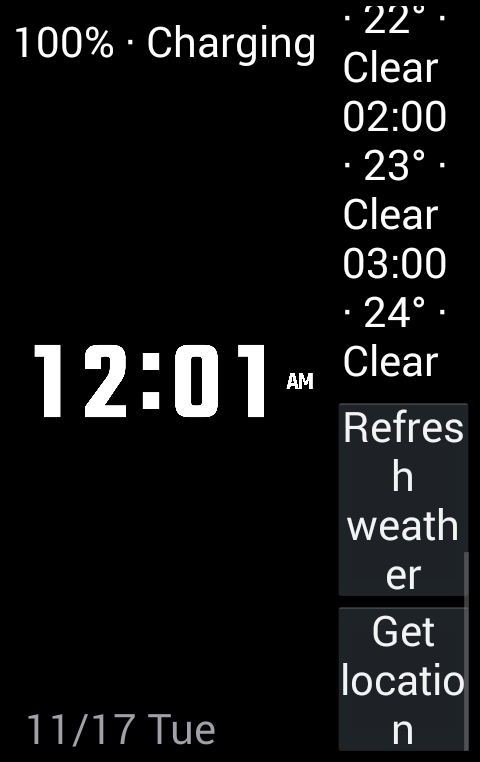 100% · Charging
12:01 AM
11/17 Tue
· 22° ·
Clear
02:00
· 23° ·
Clear
03:00
· 24° ·
Clear
Refres
h
weath
er
Get
locatio
n